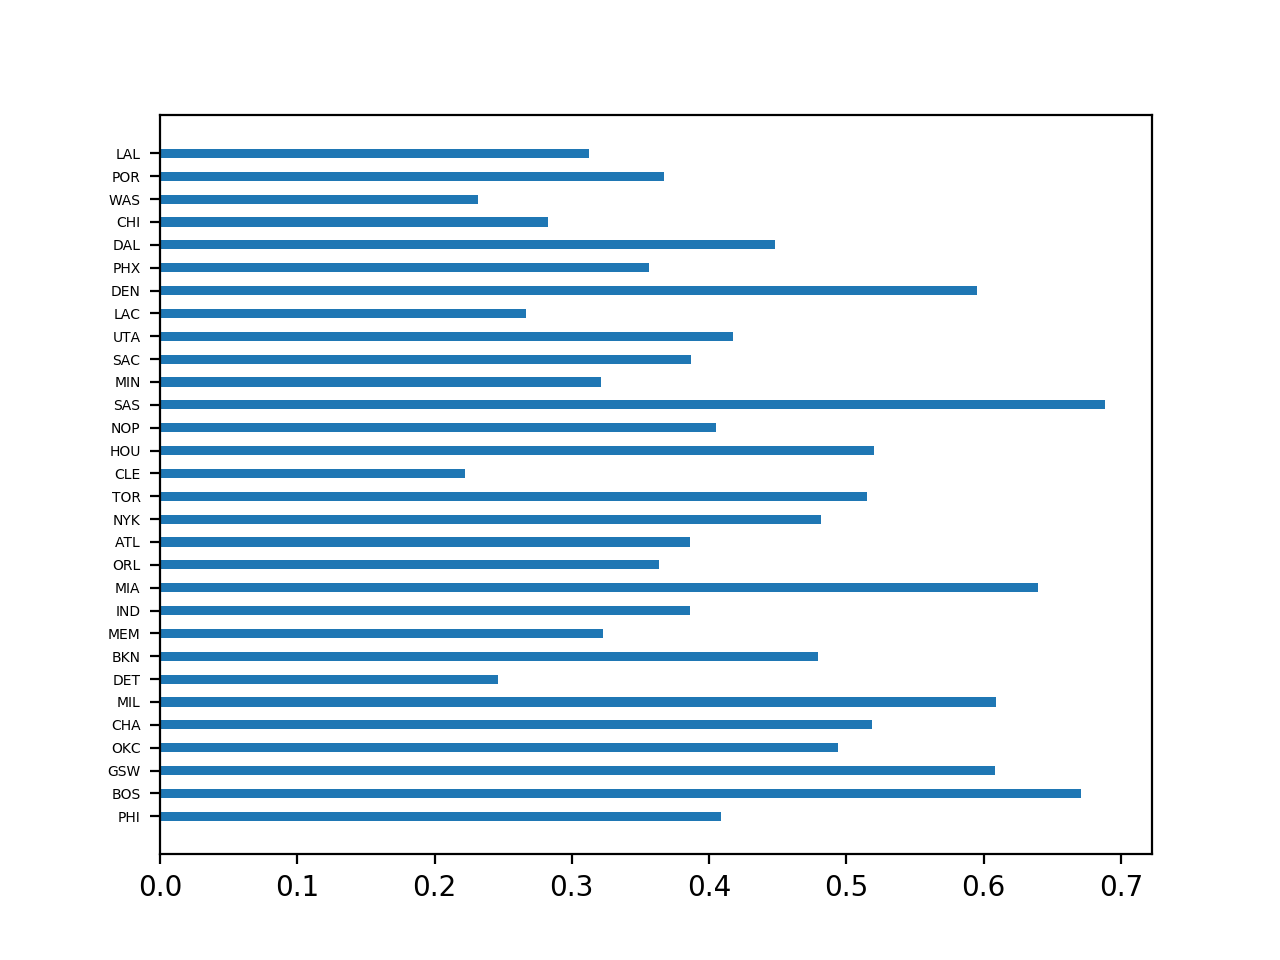 LAL
POR
WAS
CHI
DAL
PHX
DEN
LAC
UTA
SAC
MIN
SAS
NOP
HOU
CLE
TOR
NYK
ATL
ORL
MIA
IND
MEM
BKN
DET
MIL
CHA
OKC
GSW
BOS
PHI
0.0 0.1 0.2 0.3 0.4 0.5 0.6 0.7